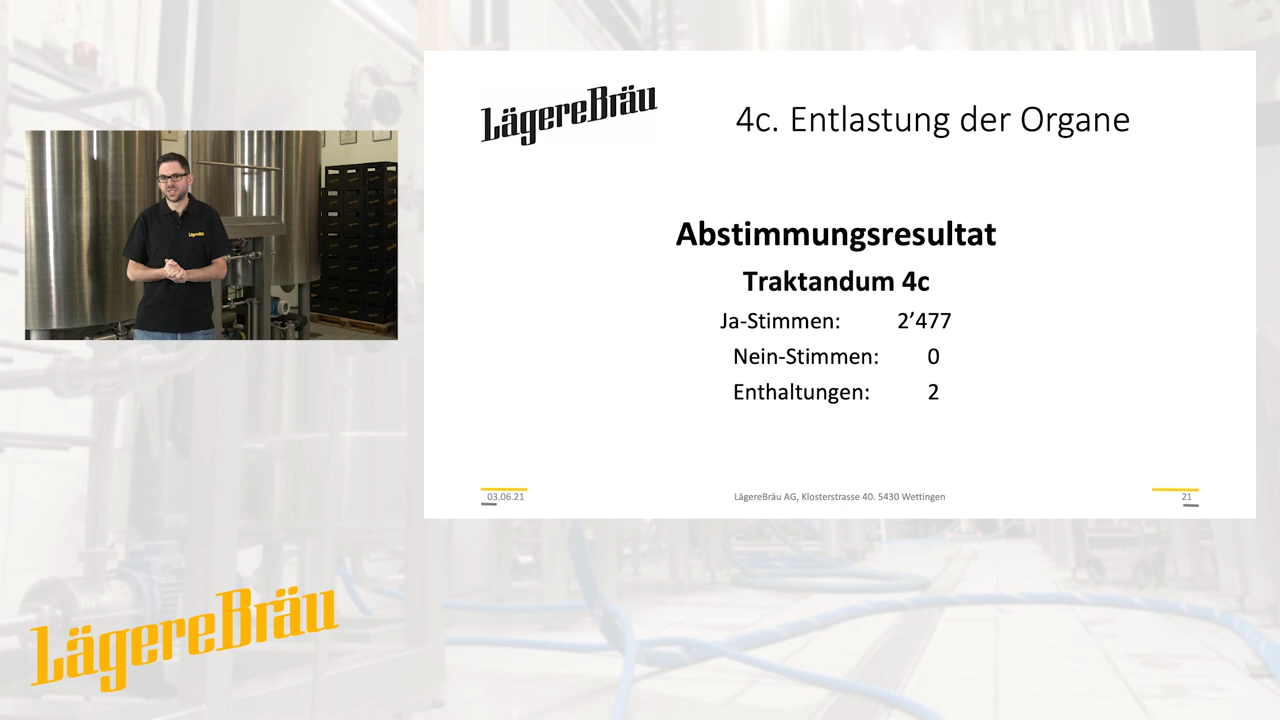 LägereBräu
4c. Entlastung der Organe
Abstimmungsresultat
Traktandum 4c
Ja-Stimmen: 2’477
Nein-Stimmen: 0
Enthaltungen: 2
03.06.21
LägereBräu AG, Klosterstrasse 40. 5430 Wettingen
21
LägereBräu
LägereBräu